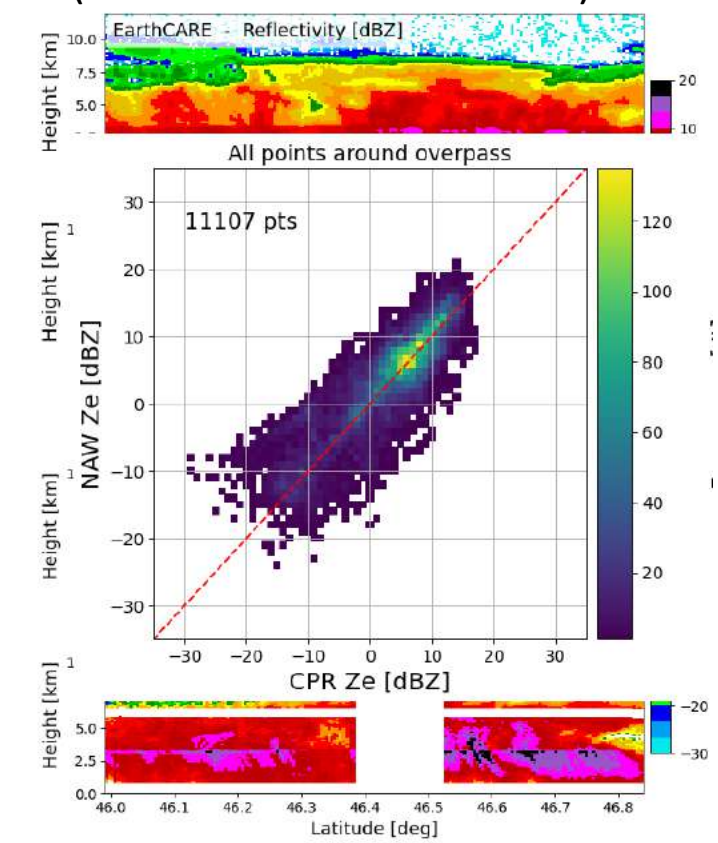 EarthCARE - Reflectivity [dBZ]
Height [km]
10.0
7.5
5.0
20
10
All points around overpass
11107 pts
NAW Ze [dBZ]
30
20
10
0
−10
−20
−30
−30 −20 −10 0 10 20 30
CPR Ze [dBZ]
120
100
80
60
40
20
Height [km]
1
Height [km]
1
Height [km]
1
5.0
2.5
0.0
−20
−30
46.0 46.1 46.2 46.3 46.4 46.5 46.6 46.7 46.8
Latitude [deg]